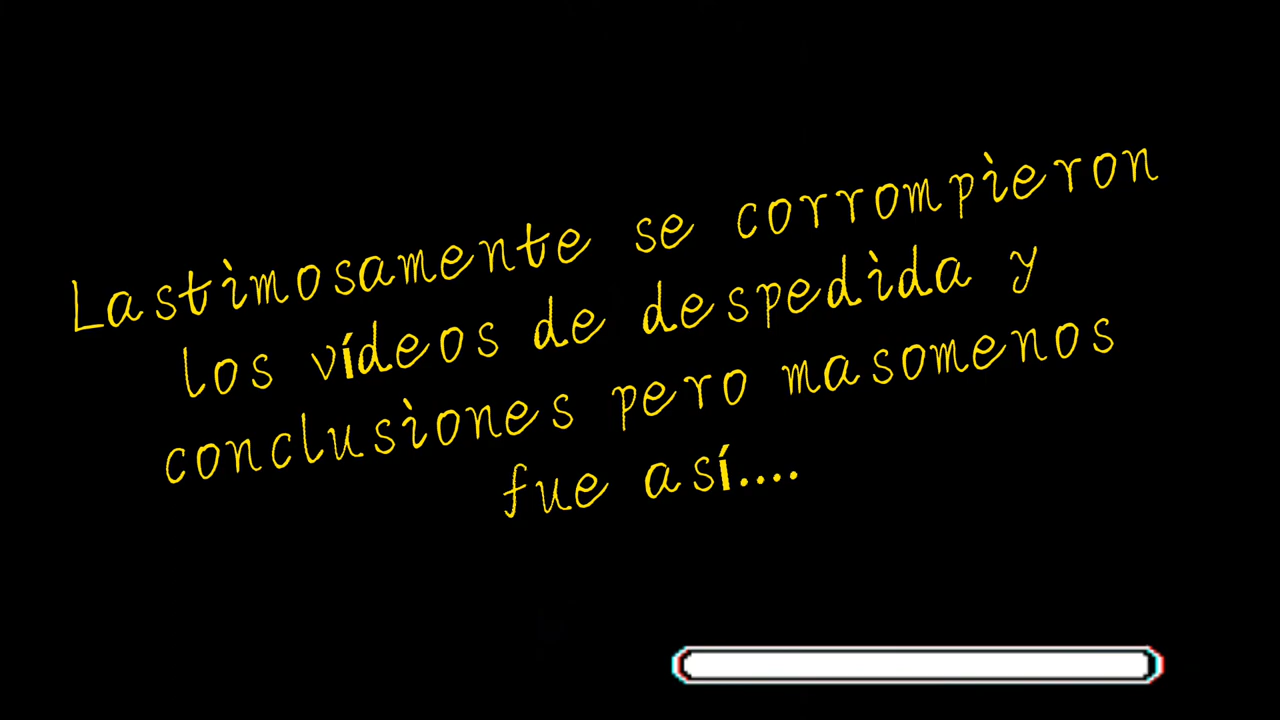 Lastimosamente se corrompieron
los vídeos de despedida y
conclusiones pero masomenos
fue así....